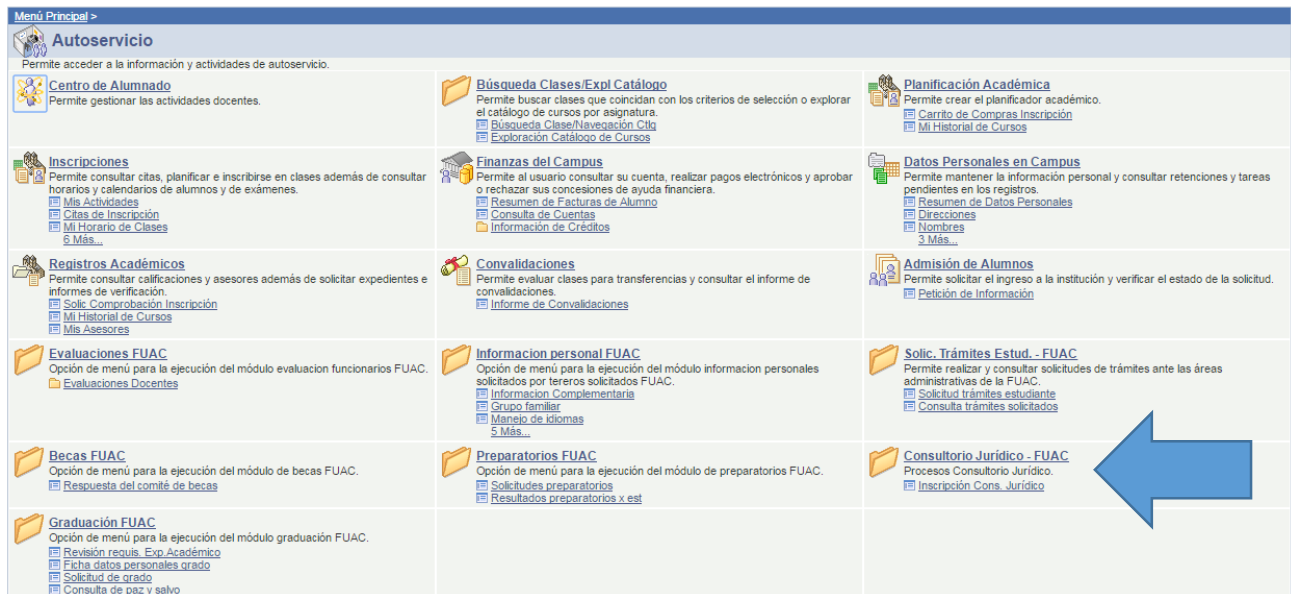 Menú Principal >
Autoservicio
Permite acceder a la información y actividades de autoservicio.
Centro de Alumnado
Permite gestionar las actividades docentes.
Búsqueda Clases/Expl Catálogo
Permite buscar clases que coincidan con los criterios de selección o explorar
el catálogo de cursos por asignatura.
Búsqueda Clase/Navegación Ctlg
Exploración Catálogo de Cursos
Planificación Académica
Permite crear el planificador académico.
Carrito de Compras Inscripción
Mi Historial de Cursos
Inscripciones
Permite consultar citas, planificar e inscribirse en clases además de consultar
horarios y calendarios de alumnos y de exámenes.
Mis Actividades
Citas de Inscripción
Mi Horario de Clases
6 Más...
Finanzas del Campus
Permite al usuario consultar su cuenta, realizar pagos electrónicos y aprobar
o rechazar sus concesiones de ayuda financiera.
Resumen de Facturas de Alumno
Consulta de Cuentas
Información de Créditos
Datos Personales en Campus
Permite mantener la información personal y consultar retenciones y tareas
pendientes en los registros.
Resumen de Datos Personales
Direcciones
Nombres
3 Más...
Registros Académicos
Permite consultar calificaciones y asesores además de solicitar expedientes e
informes de verificación.
Solic Comprobación Inscripción
Mi Historial de Cursos
Mis Asesores
Convalidaciones
Permite evaluar clases para transferencias y consultar el informe de
convalidaciones.
Informe de Convalidaciones
Admisión de Alumnos
Permite solicitar el ingreso a la institución y verificar el estado de la solicitud.
Petición de Información
Evaluaciones FUAC
Opción de menú para la ejecución del módulo evaluacion funcionarios FUAC.
Evaluaciones Docentes
Informacion personal FUAC
Opción de menú para la ejecución del módulo informacion personales
solicitados por tereros solicitados FUAC.
Informacion Complementaria
Grupo familiar
Manejo de idiomas
5 Más...
Solic. Trámites Estud. - FUAC
Permite realizar y consultar solicitudes de trámites ante las áreas
administrativas de la FUAC.
Solicitud trámites estudiante
Consulta trámites solicitados
Becas FUAC
Opción de menú para la ejecución del módulo de becas FUAC.
Respuesta del comité de becas
Preparatorios FUAC
Opción de menú para la ejecución del módulo de preparatorios FUAC.
Solicitudes preparatorios
Resultados preparatorios x est
Consultorio Jurídico - FUAC
Procesos Consultorio Jurídico.
Inscripción Cons. Jurídico
Graduación FUAC
Opción de menú para la ejecución del módulo graduación FUAC.
Revisión requis. Exp.Académico
Ficha datos personales grado
Solicitud de grado
Consulta de paz y salvo